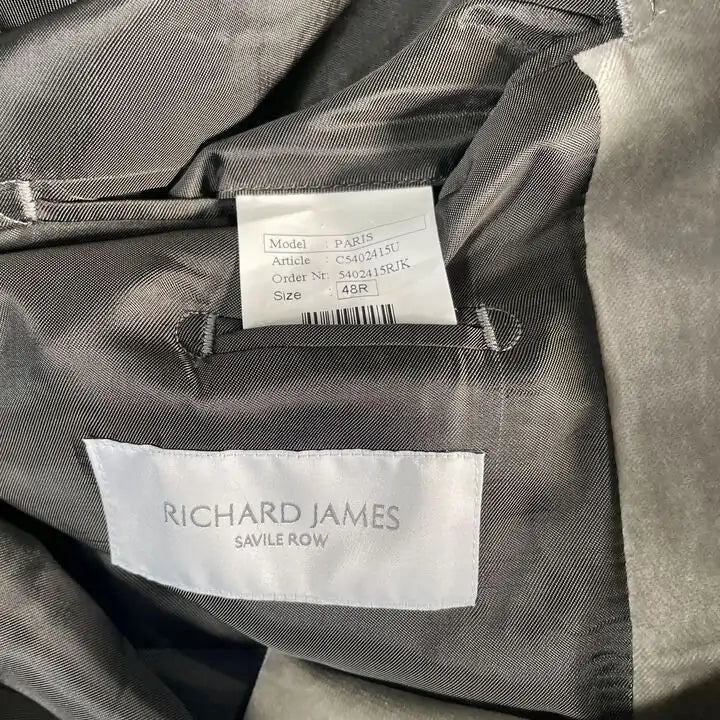 Model : PARIS
Article : C5402415U
Order Nr: 5402415RJK
Size : 48R
RICHARD JAMES
SAVILE ROW